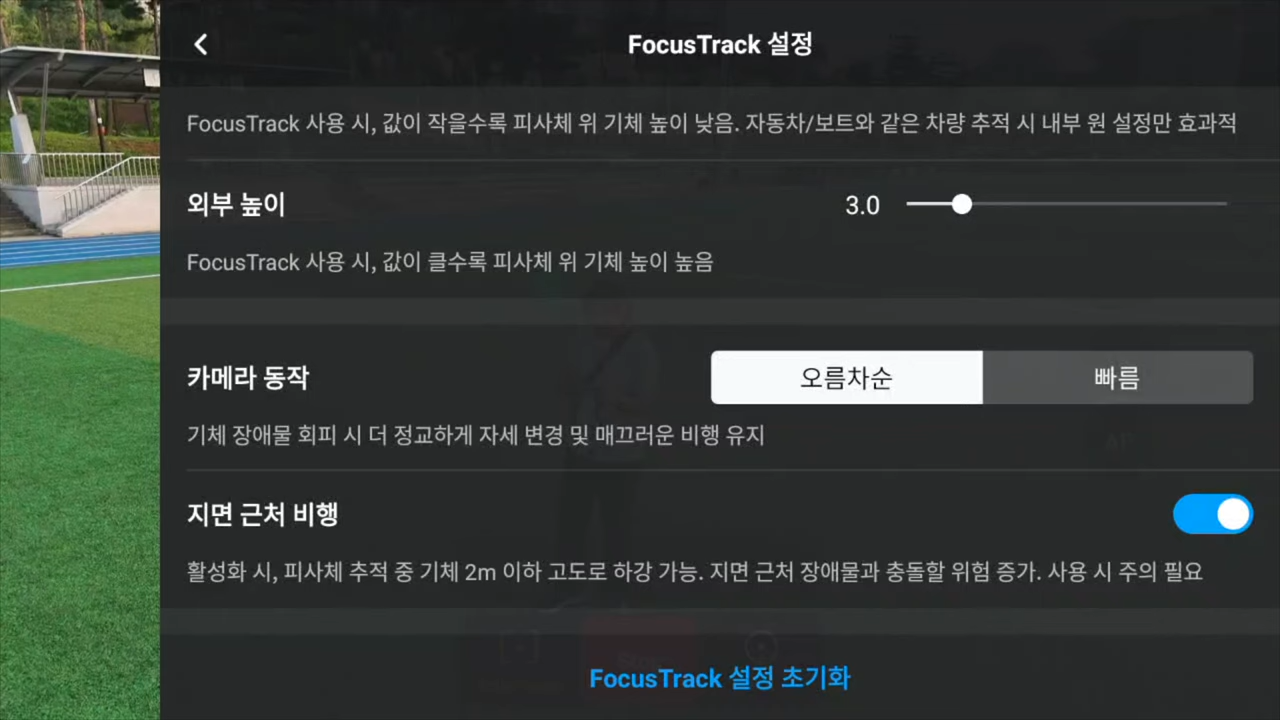 FocusTrack 설정
FocusTrack 사용 시, 값이 작을수록 피사체 위 기체 높이 낮음. 자동차/보트와 같은 차량 추적 시 내부 원 설정만 효과적
외부 높이
3.0
FocusTrack 사용 시, 값이 클수록 피사체 위 기체 높이 높음
카메라 동작
오름차순
빠름
기체 장애물 회피 시 더 정교하게 자세 변경 및 매끄러운 비행 유지
지면 근처 비행
활성화 시, 피사체 추적 중 기체 2m 이하 고도로 하강 가능. 지면 근처 장애물과 충돌할 위험 증가. 사용 시 주의 필요
FocusTrack 설정 초기화